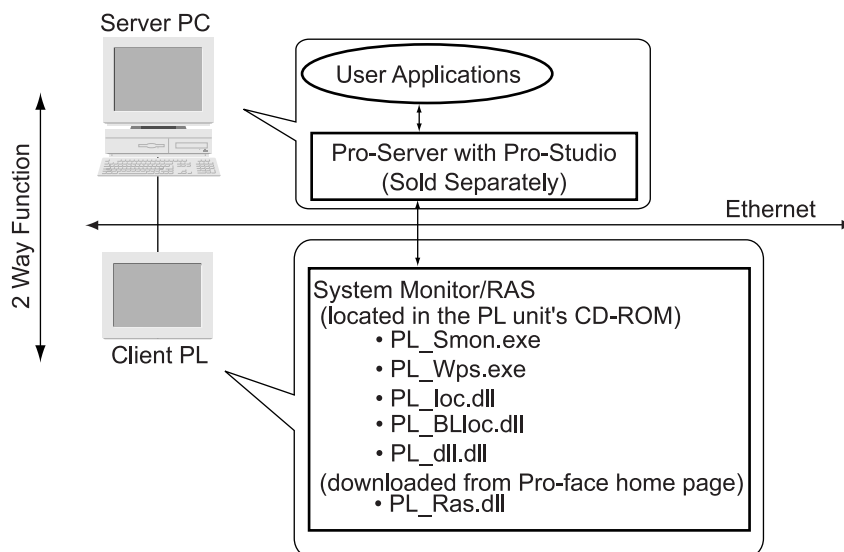 Server PC
User Applications
Pro-Server with Pro-Studio
(Sold Separately)
2 Way Function
Ethernet
Client PL
System Monitor/RAS
(located in the PL unit's CD-ROM)
• PL_Smon.exe
• PL_Wps.exe
• PL_Ioc.dll
• PL_BLIoc.dll
• PL_dll.dll
(downloaded from Pro-face home page)
• PL_Ras.dll